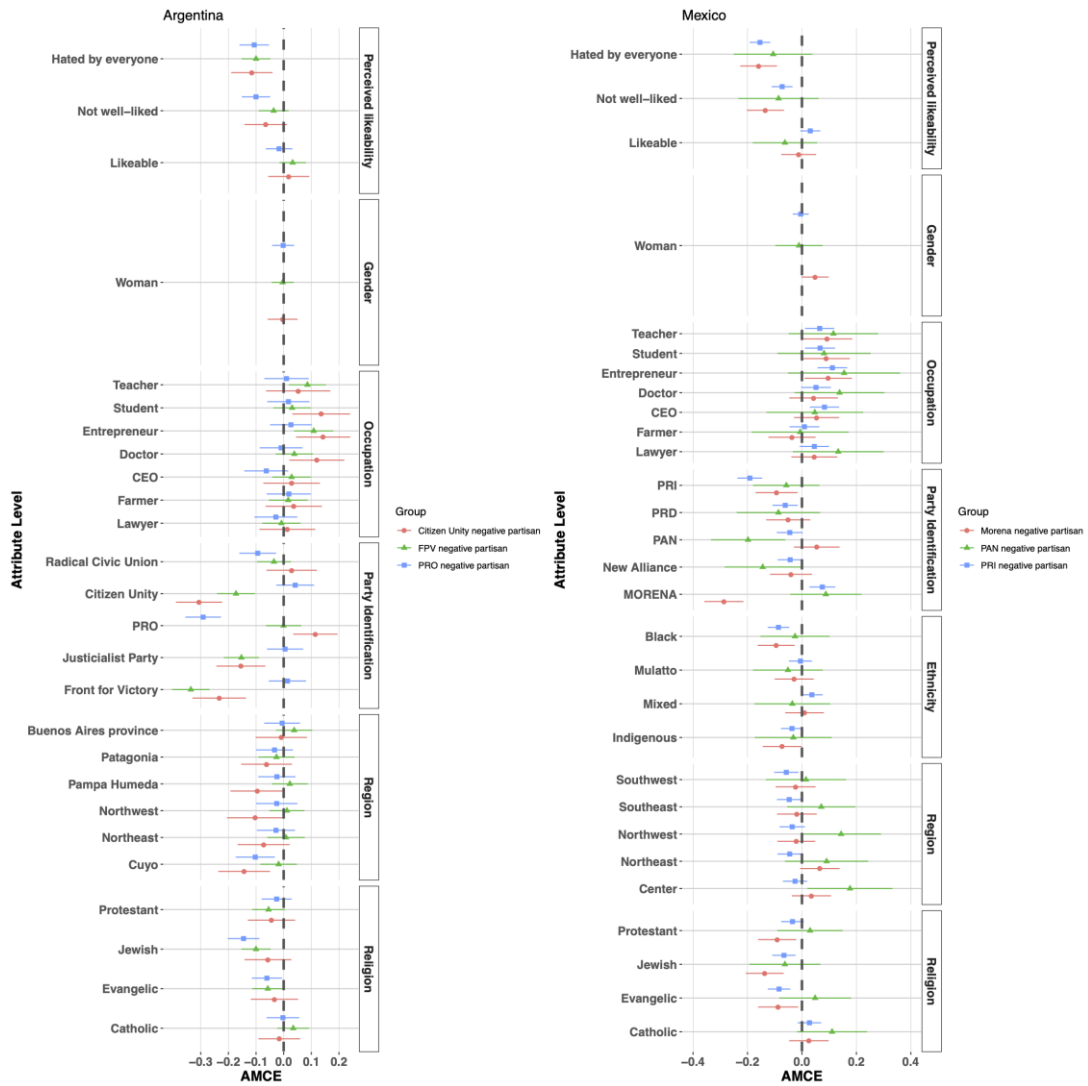 Argentina
Attribute Level
Hated by everyone
Not well–liked
Likeable
Perceived likeability
Woman
Gender
Teacher
Student
Entrepreneur
Doctor
CEO
Farmer
Lawyer
Occupation
Radical Civic Union
Citizen Unity
PRO
Justicialist Party
Front for Victory
Party Identification
Buenos Aires province
Patagonia
Pampa Humeda
Northwest
Northeast
Cuyo
Region
Protestant
Jewish
Evangelic
Catholic
Religion
−0.3 −0.2 −0.1 0.0 0.1 0.2
AMCE
Group
Citizen Unity negative partisan
FPV negative partisan
PRO negative partisan
Mexico
Attribute Level
Hated by everyone
Not well–liked
Likeable
Perceived likeability
Woman
Gender
Teacher
Student
Entrepreneur
Doctor
CEO
Farmer
Lawyer
Occupation
PRI
PRD
PAN
New Alliance
MORENA
Party Identification
Black
Mulatto
Mixed
Indigenous
Ethnicity
Southwest
Southeast
Northwest
Northeast
Center
Region
Protestant
Jewish
Evangelic
Catholic
Religion
−0.4 −0.2 0.0 0.2 0.4
AMCE
Group
Morena negative partisan
PAN negative partisan
PRI negative partisan